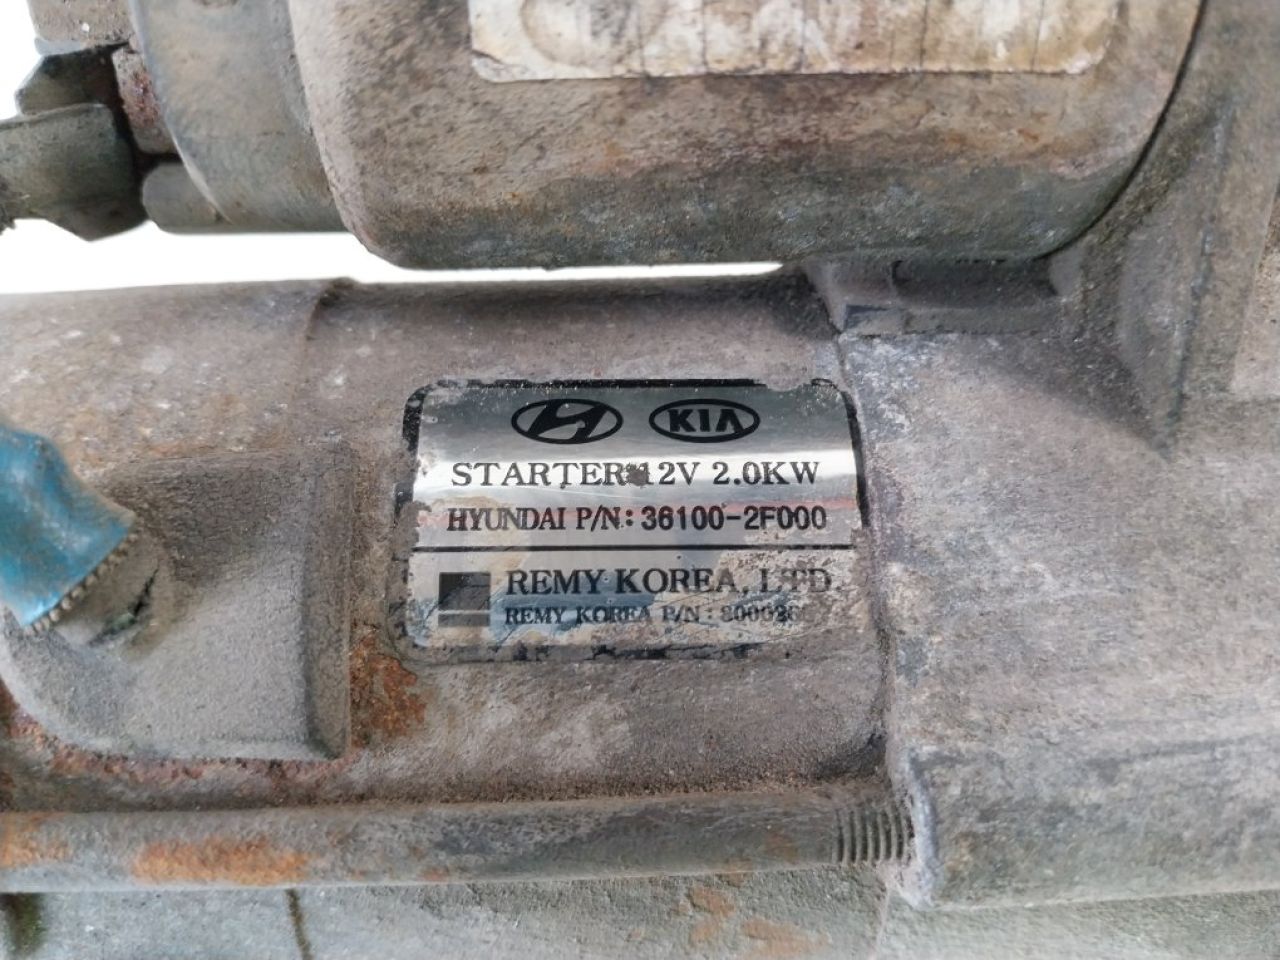 KIA
STARTER 12V 2.0KW
HYUNDAI P/N: 36100-2F000
REMY KOREA, LTD.
REMY KOREA P/N :